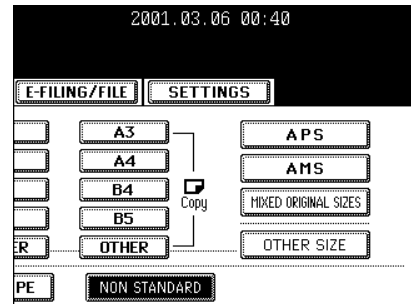 2001.03.06 00:40
E-FILING/FILE SETTINGS
A3 APS
A4 AMS
B4 Copy MIXED ORIGINAL SIZES
B5
ER OTHER OTHER SIZE
PE NON STANDARD